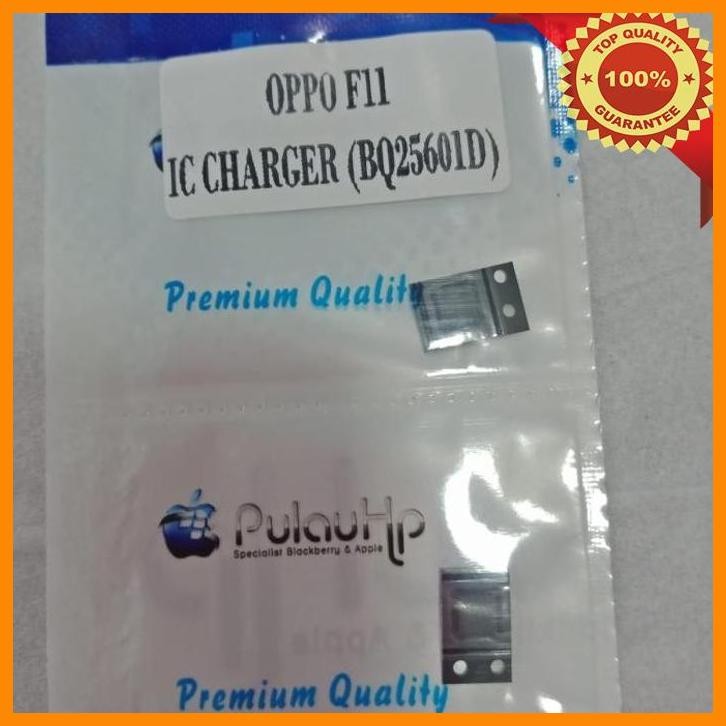 TOP QUALITY
100%
GUARANTEE
OPPO F11
IC CHARGER (BQ25601D)
Premium Quality
PulauHp
Specialist Blackberry & Apple
Premium Quality